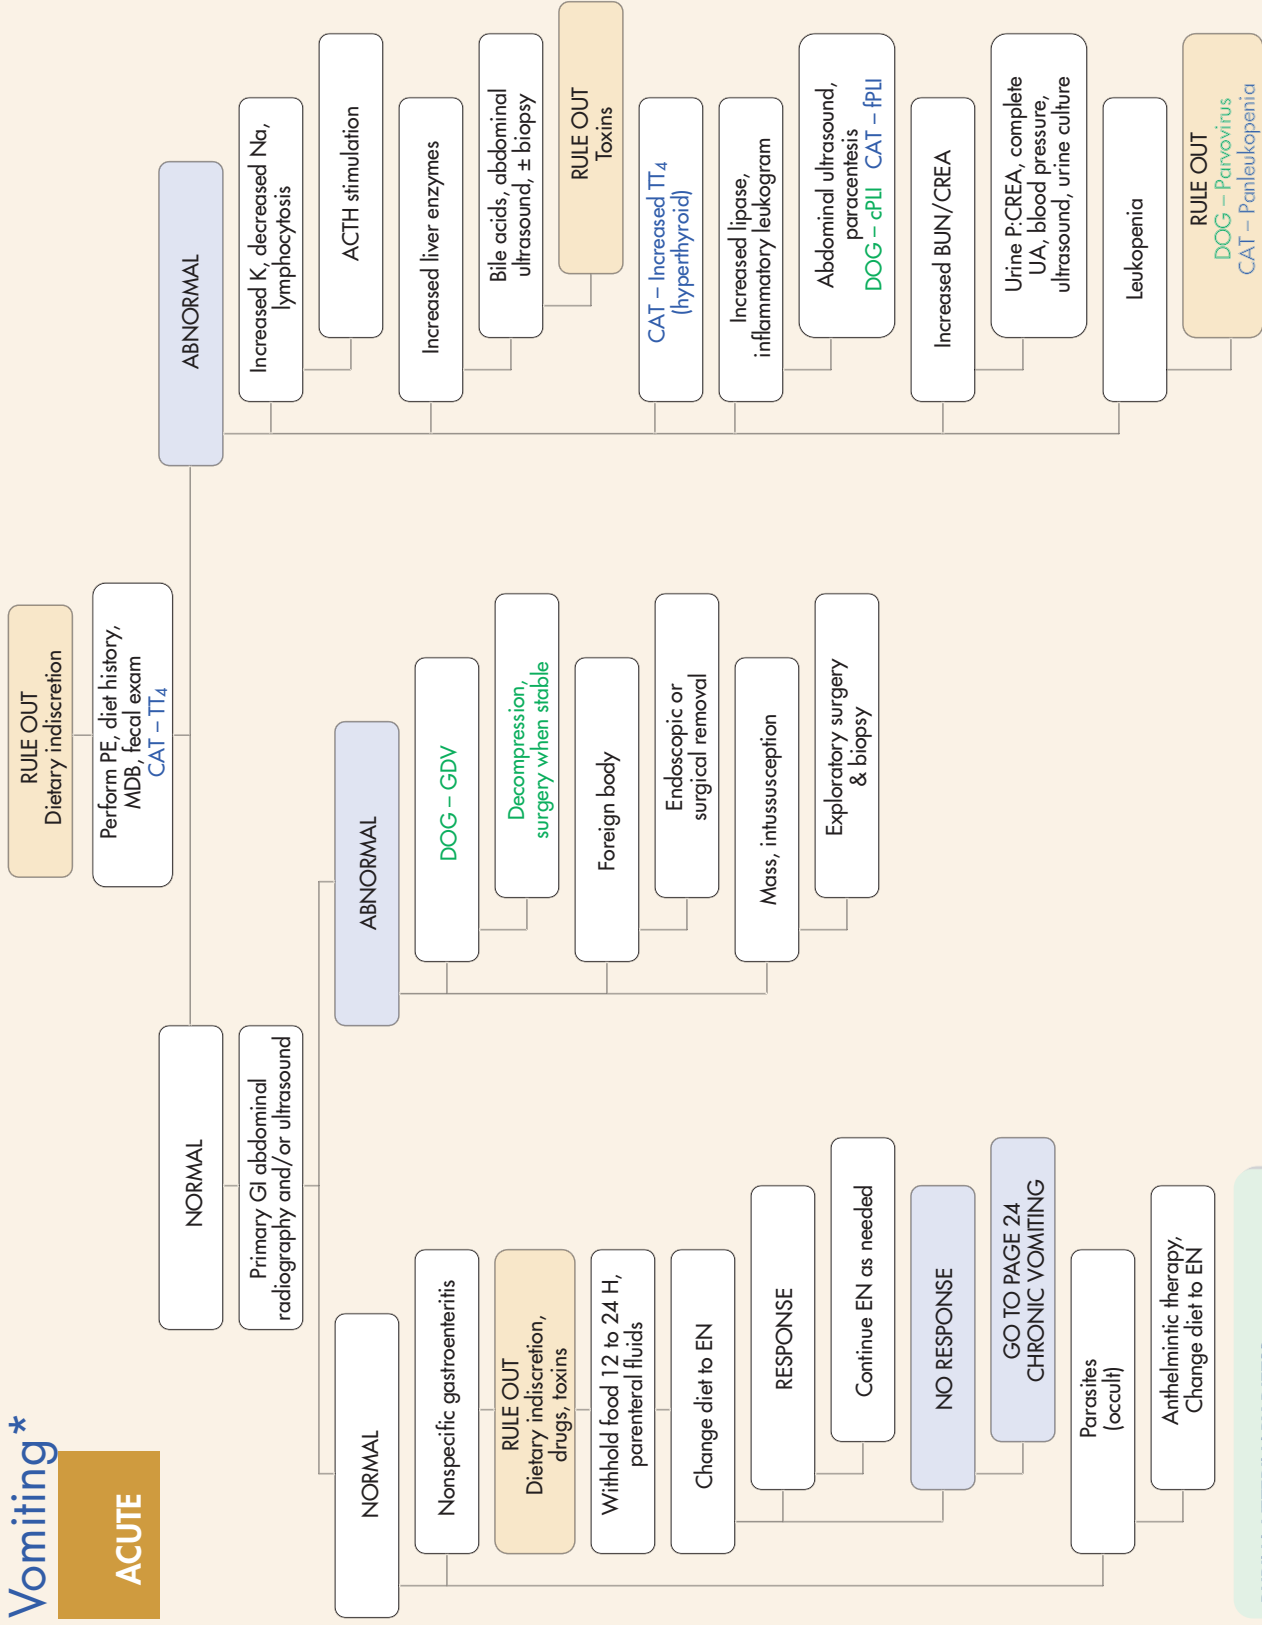 Vomiting*
ACUTE
RULE OUT
Dietary indiscretion
Perform PE, diet history,
MDB, fecal exam
CAT – TT4
NORMAL
Primary GI abdominal
radiography and/or ultrasound
NORMAL
Nonspecific gastroenteritis
RULE OUT
Dietary indiscretion,
drugs, toxins
Withhold food 12 to 24 H,
parenteral fluids
Change diet to EN
RESPONSE
Continue EN as needed
NO RESPONSE
GO TO PAGE 24
CHRONIC VOMITING
Parasites
(occult)
Anthelmintic therapy,
Change diet to EN
ABNORMAL
DOG – GDV
Decompression,
surgery when stable
Foreign body
Endoscopic or
surgical removal
Mass, intussusception
Exploratory surgery
& biopsy
ABNORMAL
Increased K, decreased Na,
lymphocytosis
ACTH stimulation
Increased liver enzymes
Bile acids, abdominal
ultrasound, ± biopsy
RULE OUT
Toxins
CAT – Increased TT4
(hyperthyroid)
Increased lipase,
inflammatory leukogram
Abdominal ultrasound,
paracentesis
DOG – cPLI CAT – fPLI
Increased BUN/CREA
Urine P:CREA, complete
UA, blood pressure,
ultrasound, urine culture
Leukopenia
RULE OUT
DOG – Parvovirus
CAT – Panleukopenia